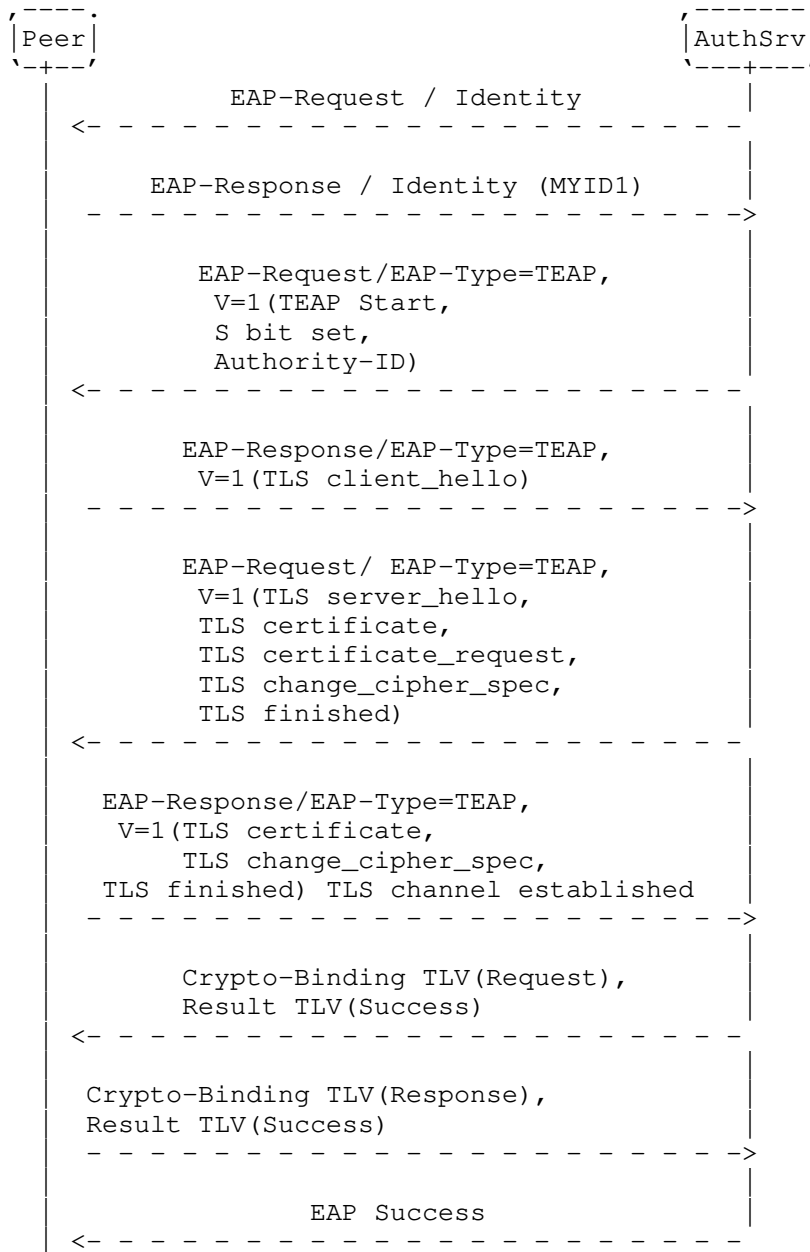 Peer AuthSrv
EAP-Request / Identity
EAP-Response / Identity (MYID1)
EAP-Request/EAP-Type=TEAP,
V=1(TEAP Start,
S bit set,
Authority-ID)
EAP-Response/EAP-Type=TEAP,
V=1(TLS client_hello)
EAP-Request/ EAP-Type=TEAP,
V=1(TLS server_hello,
TLS certificate,
TLS certificate_request,
TLS change_cipher_spec,
TLS finished)
EAP-Response/EAP-Type=TEAP,
V=1(TLS certificate,
TLS change_cipher_spec,
TLS finished) TLS channel established
Crypto-Binding TLV(Request),
Result TLV(Success)
Crypto-Binding TLV(Response),
Result TLV(Success)
EAP Success